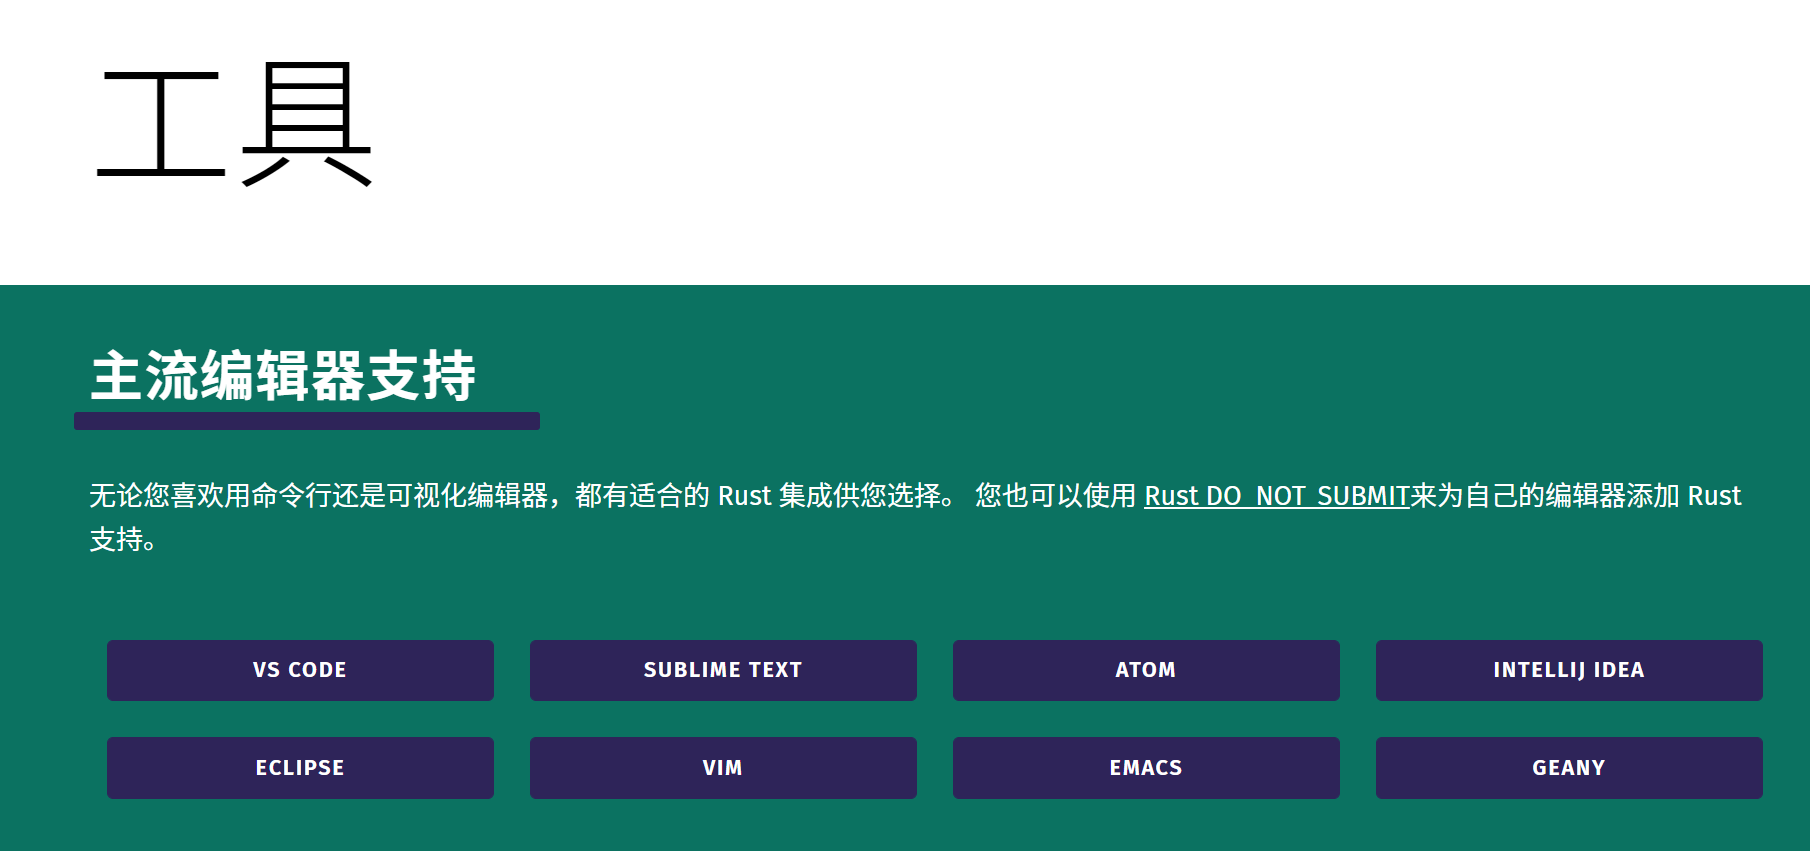 工具
主流编辑器支持
无论您喜欢用命令行还是可视化编辑器，都有适合的 Rust 集成供您选择。 您也可以使用 Rust DO_NOT_SUBMIT来为自己的编辑器添加 Rust
支持。
VS CODE
SUBLIME TEXT
ATOM
INTELLIJ IDEA
ECLIPSE
VIM
EMACS
GEANY